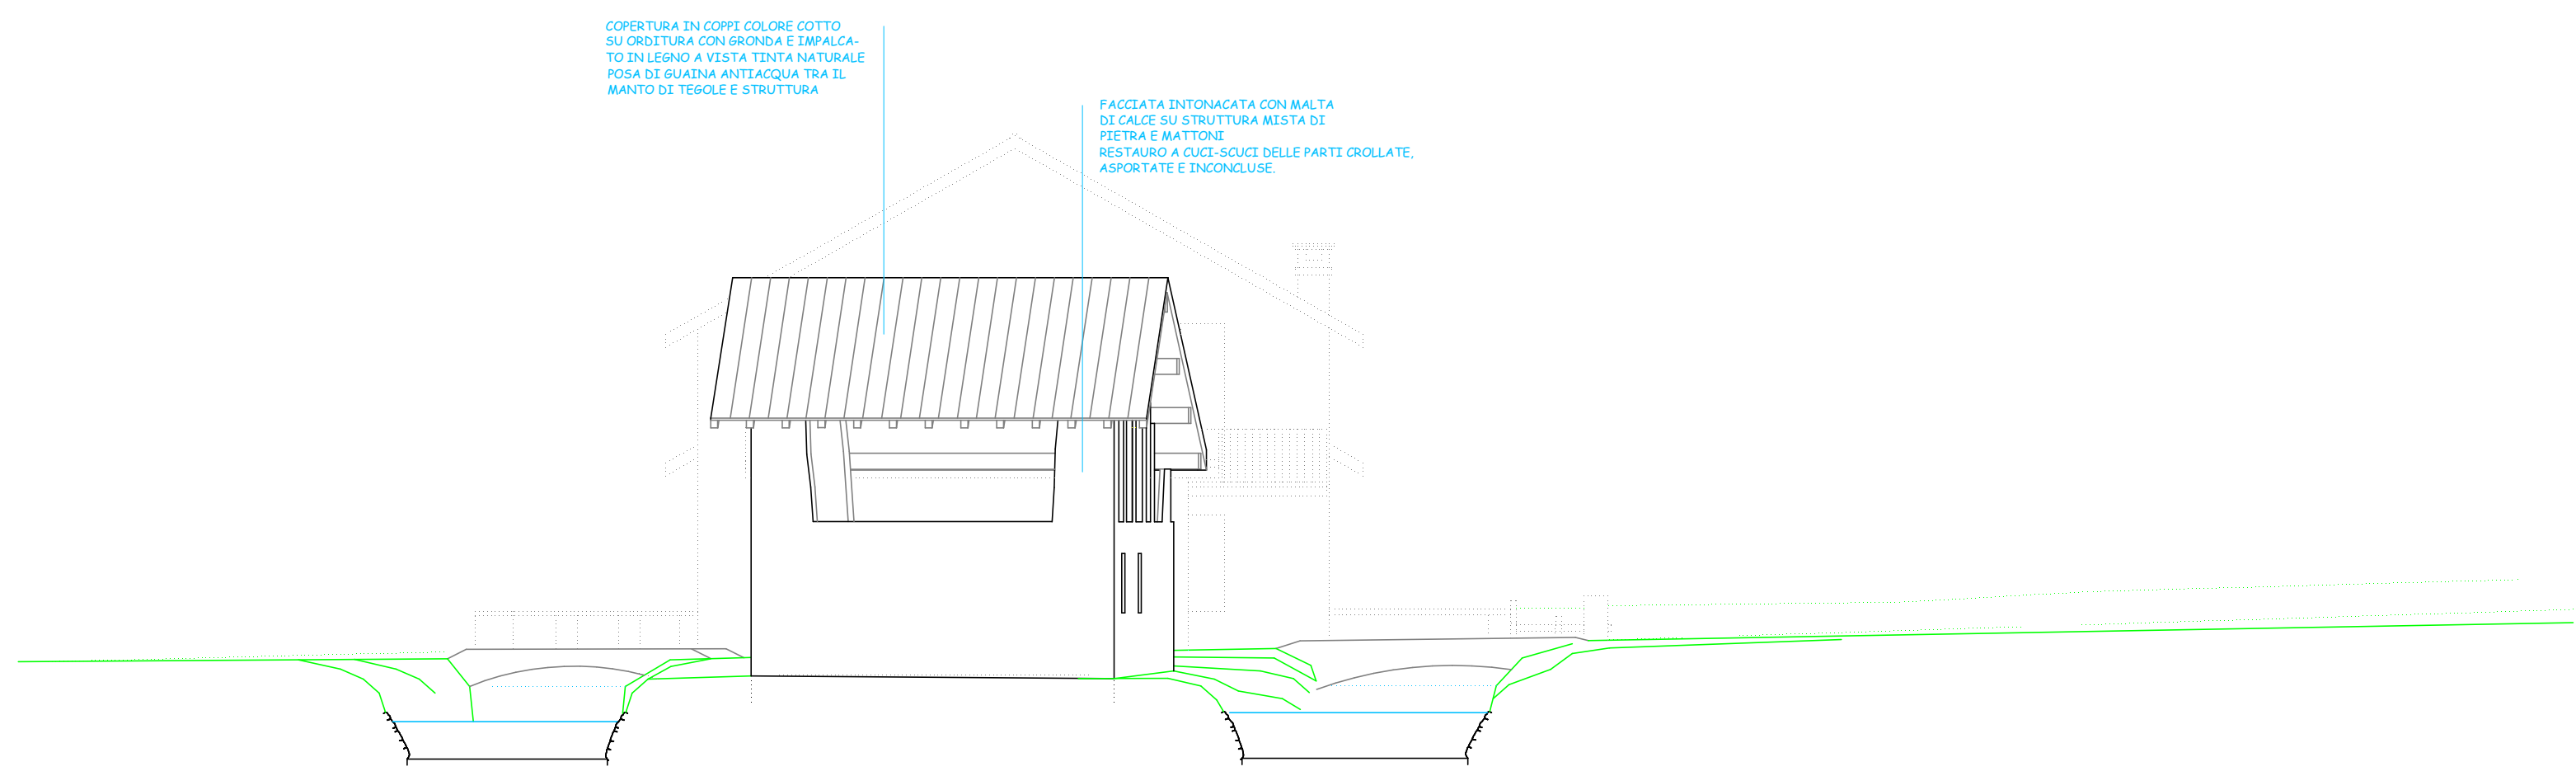 COPERTURA IN COPPI COLORE COTTO
SU ORDITURA CON GRONDA E IMPALCA-
TO IN LEGNO A VISTA TINTA NATURALE
POSA DI GUAINA ANTIACQUA TRA IL
MANTO DI TEGOLE E STRUTTURA
FACCIATA INTONACATA CON MALTA
DI CALCE SU STRUTTURA MISTA DI
PIETRA E MATTONI
RESTAURO A CUCI-SCUCI DELLE PARTI CROLLATE,
ASPORTATE E INCONCLUSE.